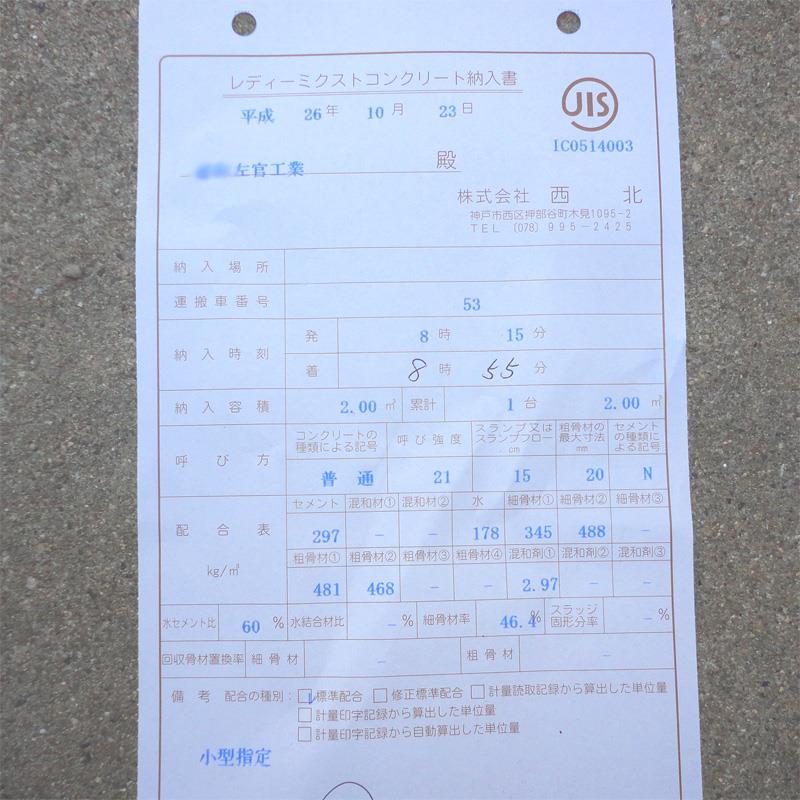 レディーミクストコンクリート納入書
平成 26年 10月 23日
JIS
IC0514003
左官工業 殿
株式会社 西 北
神戸市西区押部谷町木見1095-2
TEL (078) 995-2425
納入場所
運搬車番号 53
納入時刻 発 8時 15分
着 8時 55分
納入容積 2.00 m³ 累計 1台 2.00 m³
呼び方 コンクリートの種類による記号 呼び強度 スランプ又はスランプフローcm 粗骨材の最大寸法mm セメントの種類による記号
普通 21 15 20 N
配合表 kg/m³
セメント 混和材① 混和材② 水 細骨材① 細骨材② 細骨材③
297 - - 178 345 488 -
粗骨材① 粗骨材② 粗骨材③ 粗骨材④ 混和剤① 混和剤② 混和剤③
481 468 - - 2.97 - -
水セメント比 60% 水結合材比 -% 細骨材率 46.4% スラッジ固形分率 -%
回収骨材置換率 細骨材 - 粗骨材 -
備考 配合の種別:☑標準配合 □修正標準配合 □計量読取記録から算出した単位量
□計量印字記録から算出した単位量
□計量印字記録から自動算出した単位量
小型指定